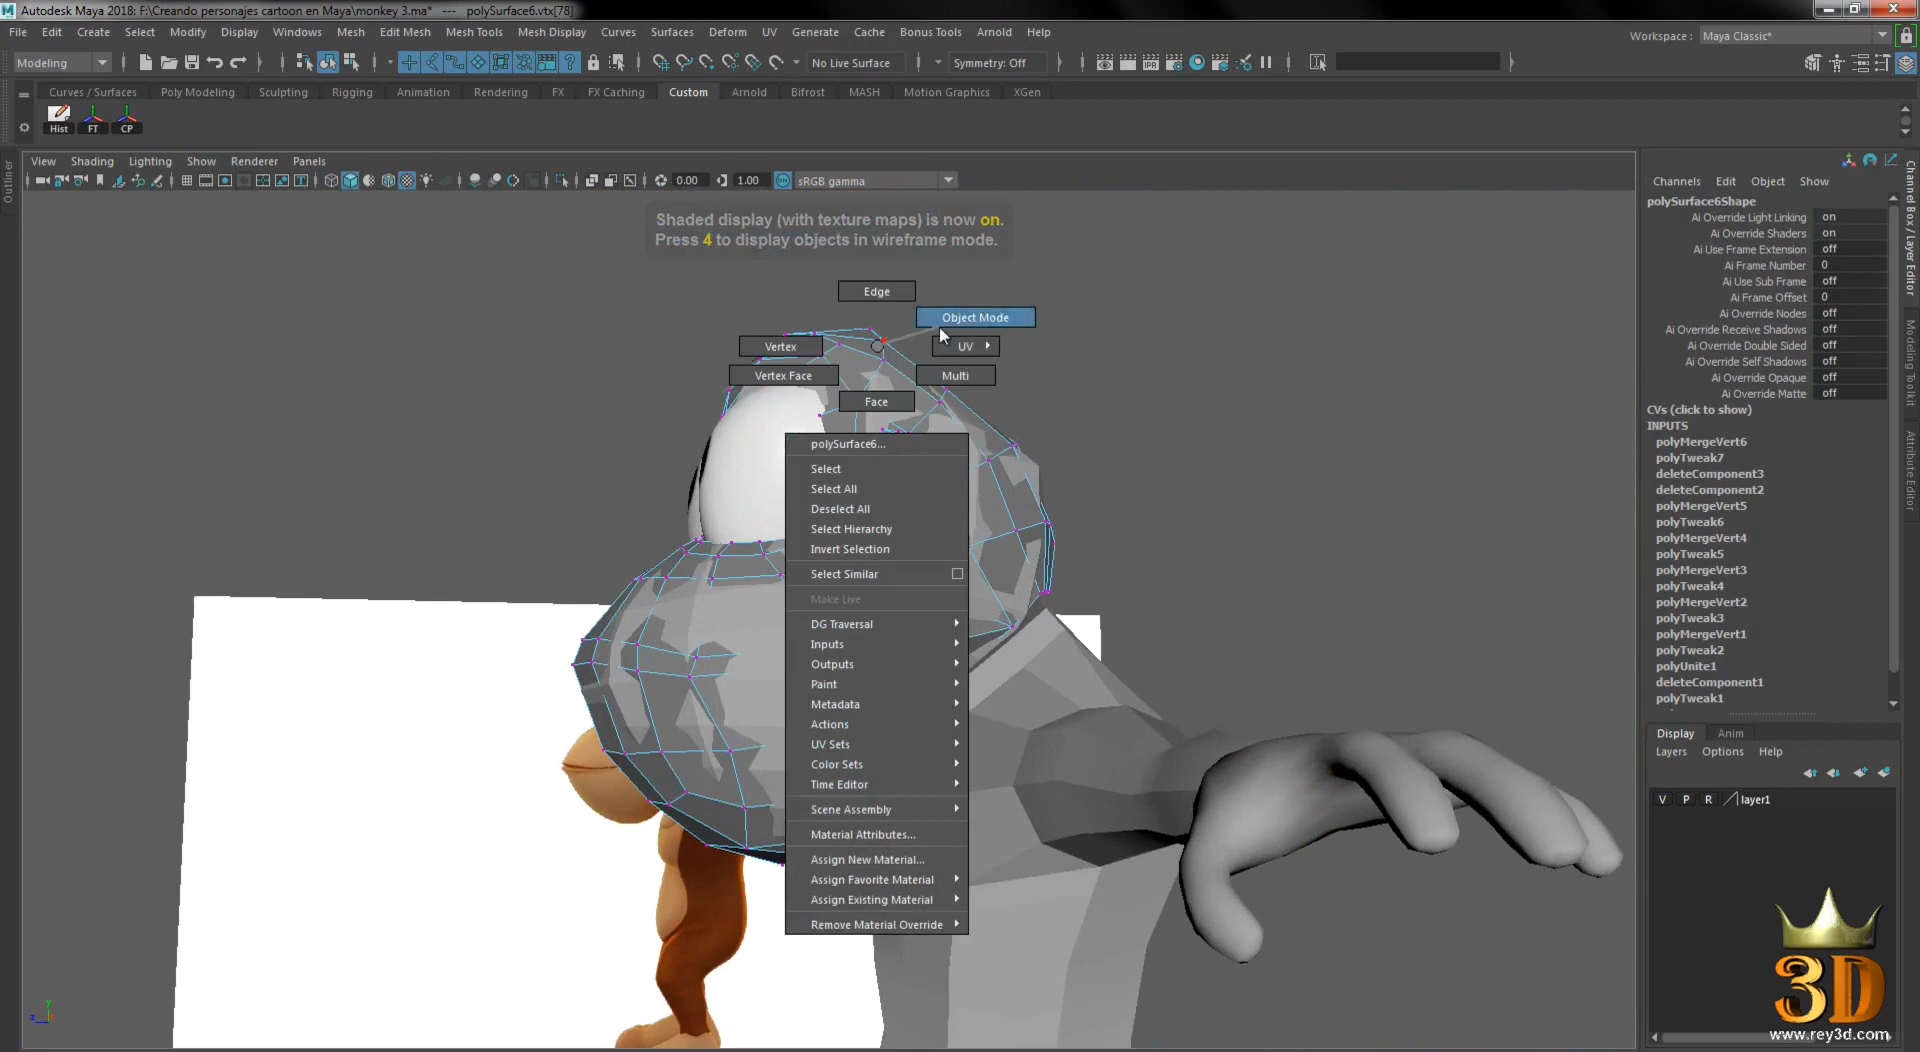 Autodesk Maya 2018: F:\Creando personajes cartoon en Maya\monkey 3.ma* --- polySurface6.vtx[78]
File Edit Create Select Modify Display Windows Mesh Edit Mesh Mesh Tools Mesh Display Curves Surfaces Deform UV Generate Cache Bonus Tools Arnold Help
Workspace : Maya Classic*
Modeling No Live Surface Symmetry: Off
Curves / Surfaces Poly Modeling Sculpting Rigging Animation Rendering FX FX Caching Custom Arnold Bifrost MASH Motion Graphics XGen
Hist FT CP
View Shading Lighting Show Renderer Panels
0.00 1.00 ON sRGB gamma
Outliner
Shaded display (with texture maps) is now on.
Press 4 to display objects in wireframe mode.
Edge
Object Mode
Vertex
UV
Vertex Face
Multi
Face
polySurface6...
Select
Select All
Deselect All
Select Hierarchy
Invert Selection
Select Similar
Make Live
DG Traversal
Inputs
Outputs
Paint
Metadata
Actions
UV Sets
Color Sets
Time Editor
Scene Assembly
Material Attributes...
Assign New Material...
Assign Favorite Material
Assign Existing Material
Remove Material Override
Channels Edit Object Show
polySurface6Shape
Ai Override Light Linking on
Ai Override Shaders on
Ai Use Frame Extension off
Ai Frame Number 0
Ai Use Sub Frame off
Ai Frame Offset 0
Ai Override Nodes off
Ai Override Receive Shadows off
Ai Override Double Sided off
Ai Override Self Shadows off
Ai Override Opaque off
Ai Override Matte off
CVs (click to show)
INPUTS
polyMergeVert6
polyTweak7
deleteComponent3
deleteComponent2
polyMergeVert5
polyTweak6
polyMergeVert4
polyTweak5
polyMergeVert3
polyTweak4
polyMergeVert2
polyTweak3
polyMergeVert1
polyTweak2
polyUnite1
deleteComponent1
polyTweak1
Display Anim
Layers Options Help
V P R layer1
Channel Box / Layer Editor
Modeling Toolkit
Attribute Editor
y
z
3D
www.rey3d.com